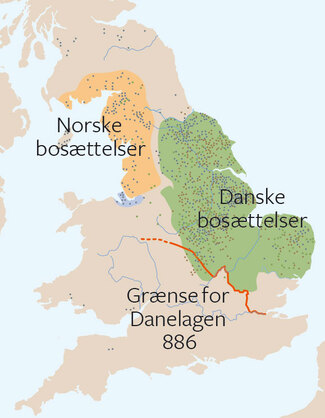 Norske
bosættelser
Danske
bosættelser
Grænse for
Danelagen
886